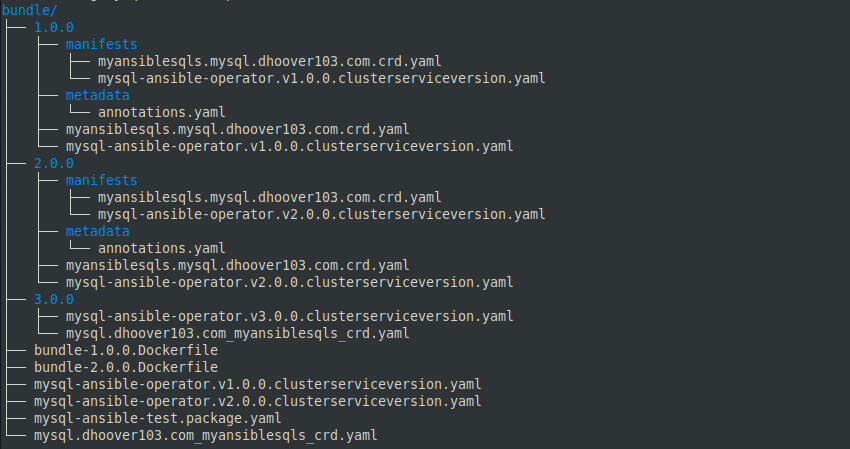 bundle/
├── 1.0.0
│   ├── manifests
│   │   ├── myansiblesqls.mysql.dhoover103.com.crd.yaml
│   │   └── mysql-ansible-operator.v1.0.0.clusterserviceversion.yaml
│   ├── metadata
│   │   └── annotations.yaml
│   ├── myansiblesqls.mysql.dhoover103.com.crd.yaml
│   └── mysql-ansible-operator.v1.0.0.clusterserviceversion.yaml
├── 2.0.0
│   ├── manifests
│   │   ├── myansiblesqls.mysql.dhoover103.com.crd.yaml
│   │   └── mysql-ansible-operator.v2.0.0.clusterserviceversion.yaml
│   ├── metadata
│   │   └── annotations.yaml
│   ├── myansiblesqls.mysql.dhoover103.com.crd.yaml
│   └── mysql-ansible-operator.v2.0.0.clusterserviceversion.yaml
├── 3.0.0
│   ├── mysql-ansible-operator.v3.0.0.clusterserviceversion.yaml
│   └── mysql.dhoover103.com_myansiblesqls_crd.yaml
├── bundle-1.0.0.Dockerfile
├── bundle-2.0.0.Dockerfile
├── mysql-ansible-operator.v1.0.0.clusterserviceversion.yaml
├── mysql-ansible-operator.v2.0.0.clusterserviceversion.yaml
├── mysql-ansible-test.package.yaml
└── mysql.dhoover103.com_myansiblesqls_crd.yaml